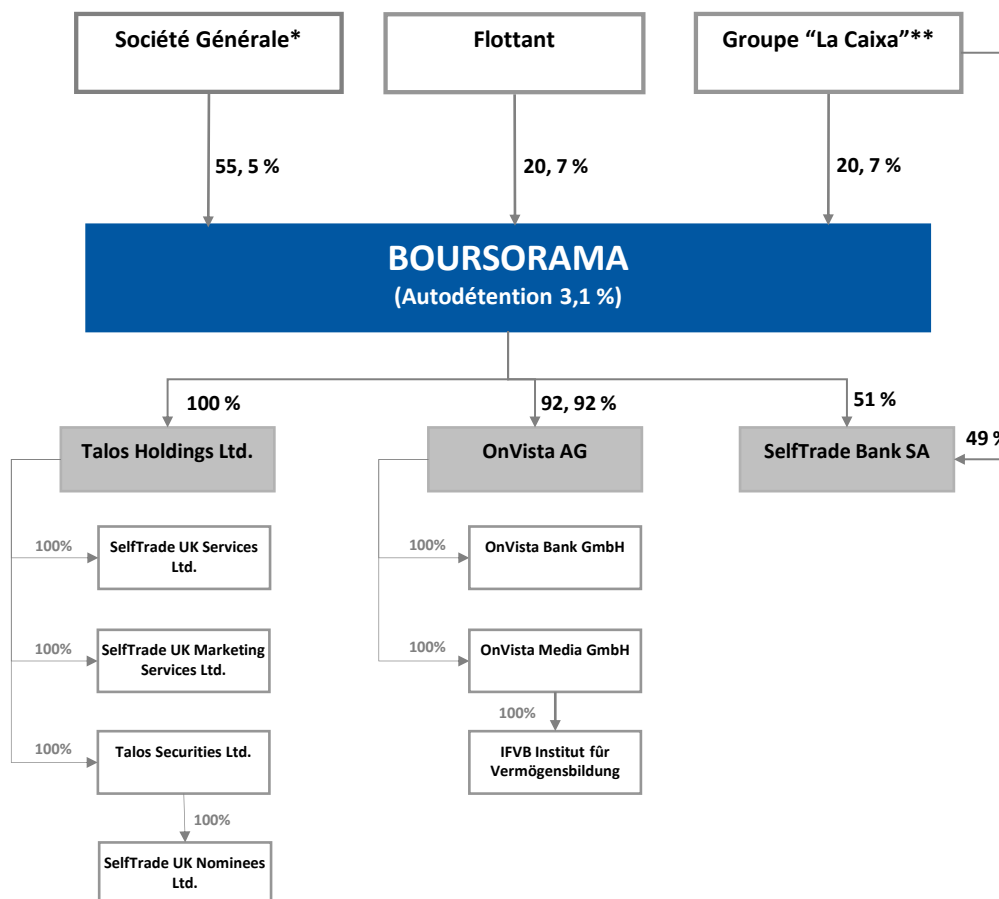 Société Générale*
Flottant
Groupe “La Caixa”**
55, 5 %
20, 7 %
20, 7 %
BOURSORAMA
(Autodétention 3,1 %)
100 %
92, 92 %
51 %
Talos Holdings Ltd.
OnVista AG
SelfTrade Bank SA
49 %
100%
SelfTrade UK Services
Ltd.
100%
OnVista Bank GmbH
100%
SelfTrade UK Marketing
Services Ltd.
100%
OnVista Media GmbH
100%
Talos Securities Ltd.
100%
IFVB Institut fûr
Vermögensbildung
100%
SelfTrade UK Nominees
Ltd.